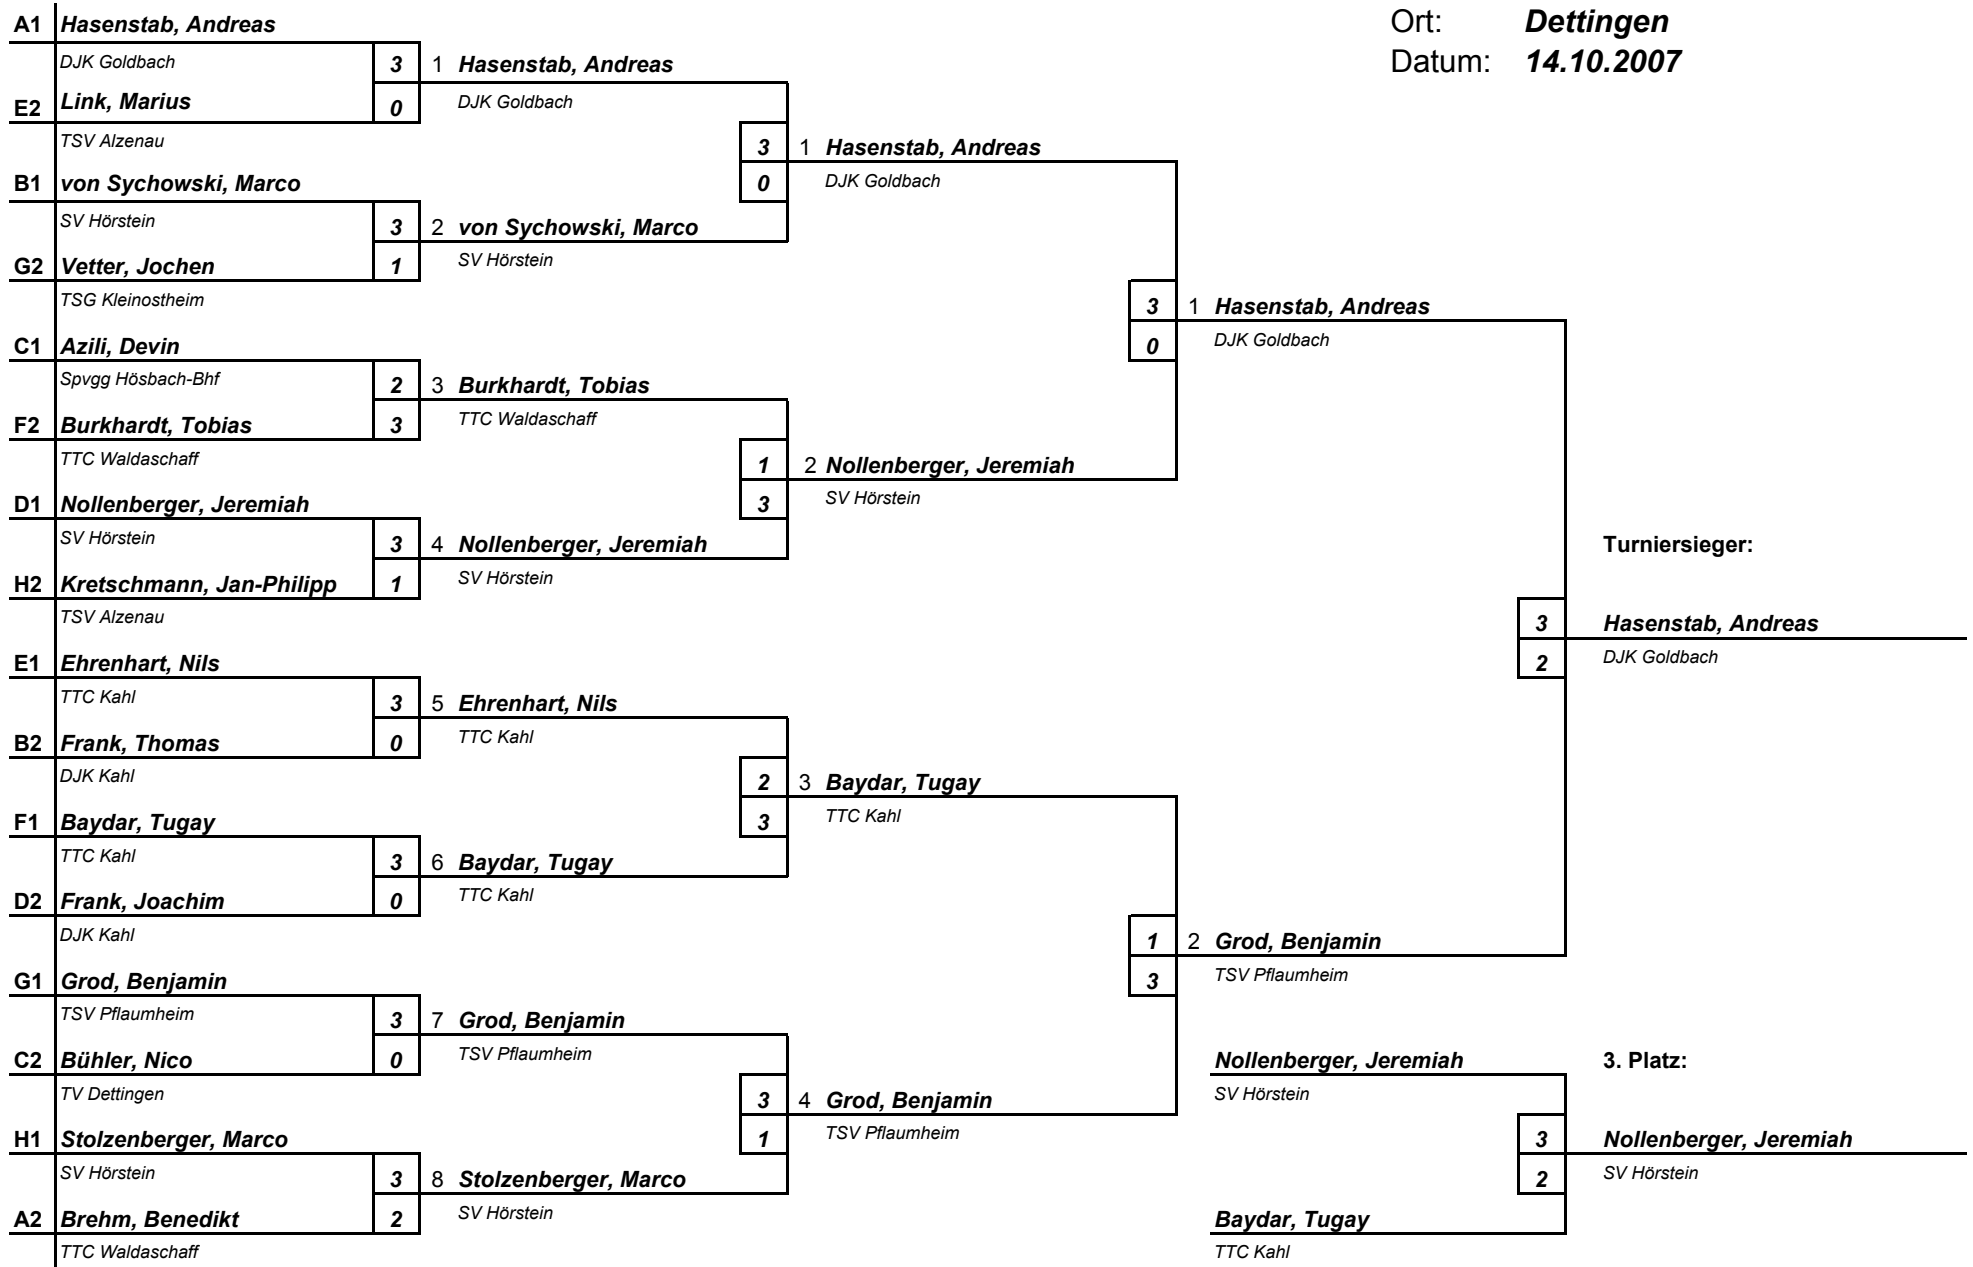 Ort: Dettingen
Datum: 14.10.2007
A1 Hasenstab, Andreas
DJK Goldbach 3 1 Hasenstab, Andreas
E2 Link, Marius 0 DJK Goldbach
TSV Alzenau 3 1 Hasenstab, Andreas
B1 von Sychowski, Marco 0 DJK Goldbach
SV Hörstein 3 2 von Sychowski, Marco
G2 Vetter, Jochen 1 SV Hörstein
TSG Kleinostheim 3 1 Hasenstab, Andreas
C1 Azili, Devin 0 DJK Goldbach
Spvgg Hösbach-Bhf 2 3 Burkhardt, Tobias
F2 Burkhardt, Tobias 3 TTC Waldaschaff
TTC Waldaschaff 1 2 Nollenberger, Jeremiah
D1 Nollenberger, Jeremiah 3 SV Hörstein
SV Hörstein 3 4 Nollenberger, Jeremiah Turniersieger:
H2 Kretschmann, Jan-Philipp 1 SV Hörstein
TSV Alzenau 3 Hasenstab, Andreas
E1 Ehrenhart, Nils 2 DJK Goldbach
TTC Kahl 3 5 Ehrenhart, Nils
B2 Frank, Thomas 0 TTC Kahl
DJK Kahl 2 3 Baydar, Tugay
F1 Baydar, Tugay 3 TTC Kahl
TTC Kahl 3 6 Baydar, Tugay
D2 Frank, Joachim 0 TTC Kahl
DJK Kahl 1 2 Grod, Benjamin
G1 Grod, Benjamin 3 TSV Pflaumheim
TSV Pflaumheim 3 7 Grod, Benjamin
C2 Bühler, Nico 0 TSV Pflaumheim Nollenberger, Jeremiah 3. Platz:
TV Dettingen 3 4 Grod, Benjamin SV Hörstein
H1 Stolzenberger, Marco 1 TSV Pflaumheim 3 Nollenberger, Jeremiah
SV Hörstein 3 8 Stolzenberger, Marco 2 SV Hörstein
A2 Brehm, Benedikt 2 SV Hörstein Baydar, Tugay
TTC Waldaschaff TTC Kahl